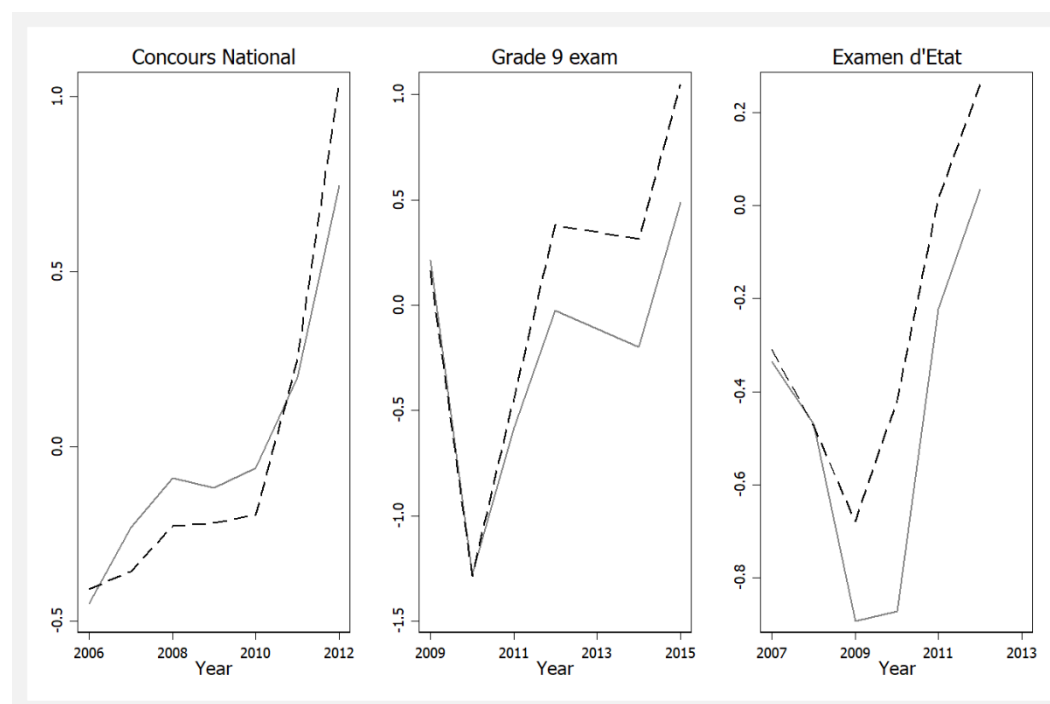 Concours National
1.0
0.5
0.0
-0.5
2006 2008 2010 2012
Year
Grade 9 exam
1.0
0.5
0.0
-0.5
-1.0
-1.5
2009 2011 2013 2015
Year
Examen d'Etat
0.2
0.0
-0.2
-0.4
-0.6
-0.8
2007 2009 2011 2013
Year